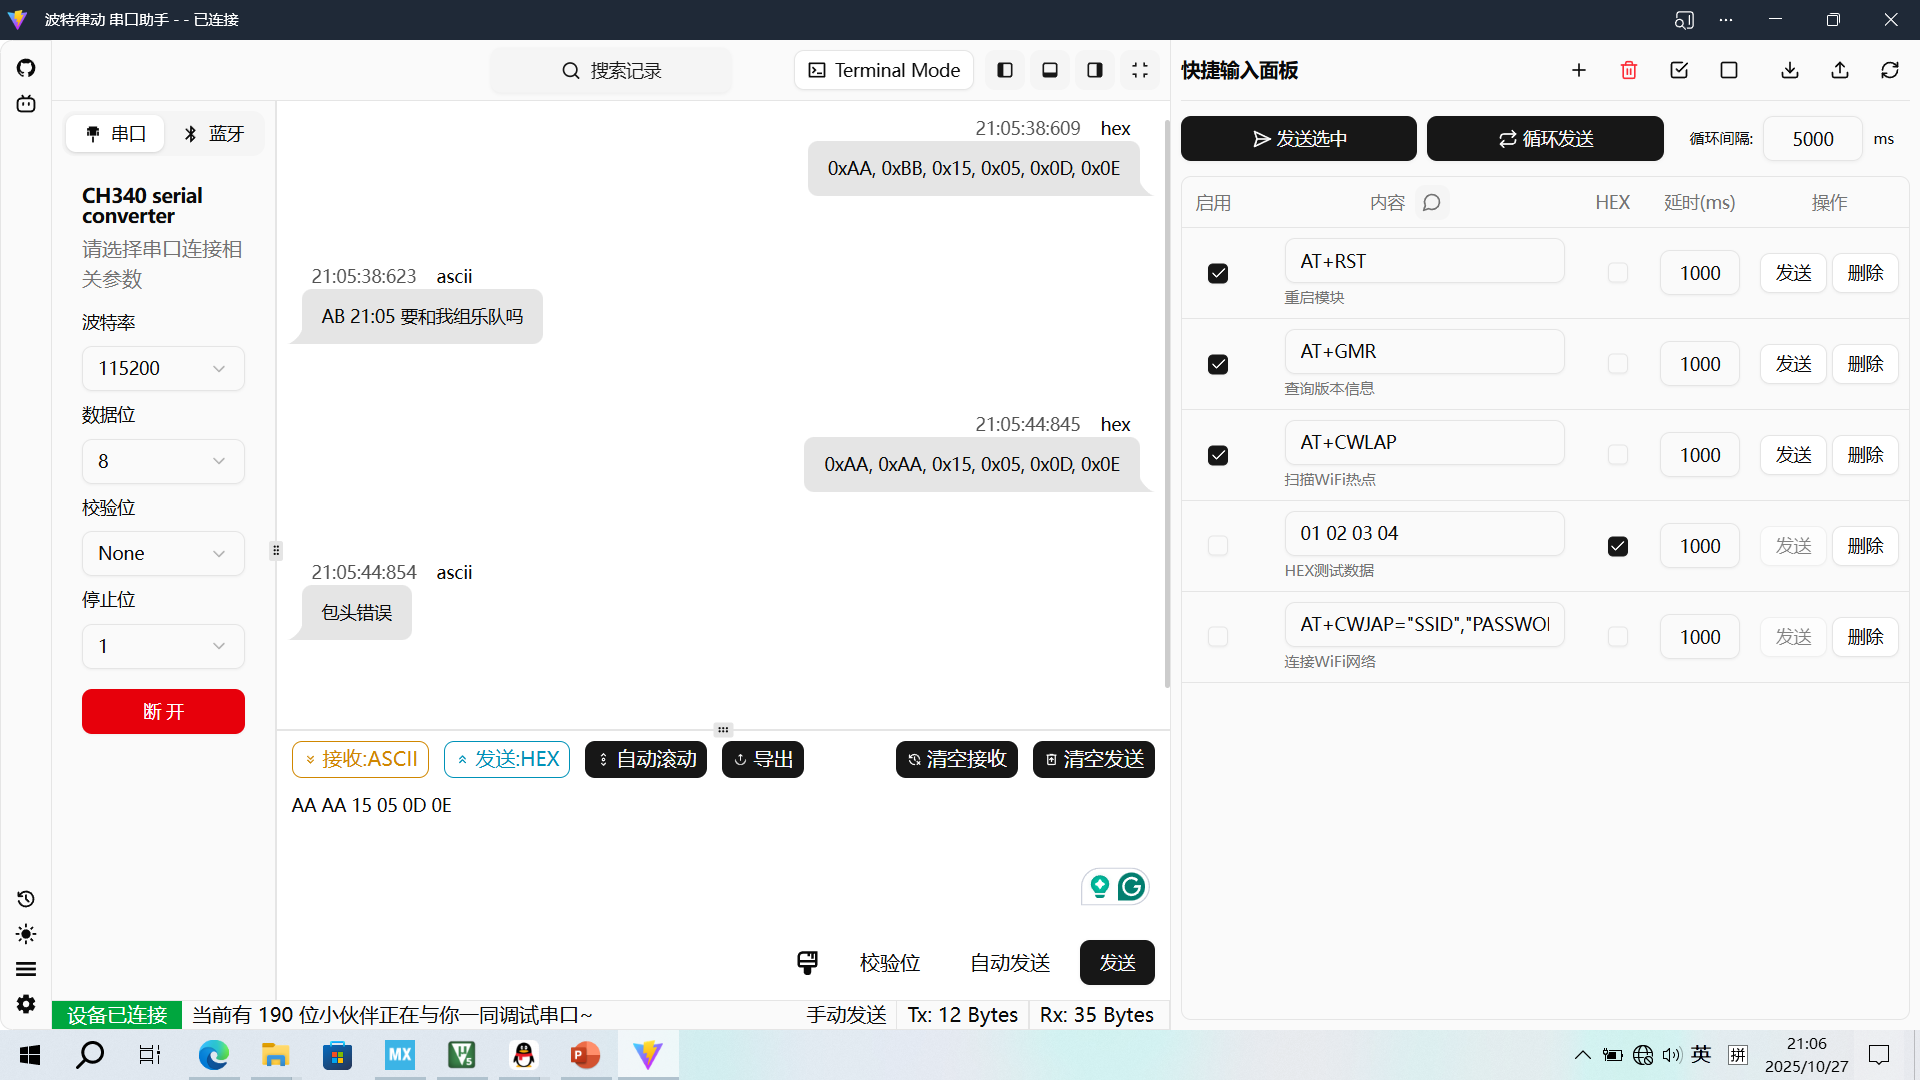 波特律动 串口助手 - - 已连接
搜索记录
Terminal Mode
快捷输入面板
串口
蓝牙
CH340 serial
converter
请选择串口连接相
关参数
波特率
115200
数据位
8
校验位
None
停止位
1
断 开
21:05:38:609 hex
0xAA, 0xBB, 0x15, 0x05, 0x0D, 0x0E
21:05:38:623 ascii
AB 21:05 要和我组乐队吗
21:05:44:845 hex
0xAA, 0xAA, 0x15, 0x05, 0x0D, 0x0E
21:05:44:854 ascii
包头错误
接收:ASCII
发送:HEX
自动滚动
导出
清空接收
清空发送
AA AA 15 05 0D 0E
校验位
自动发送
发送
设备已连接
当前有 190 位小伙伴正在与你一同调试串口~
手动发送
Tx: 12 Bytes
Rx: 35 Bytes
发送选中
循环发送
循环间隔:
5000
ms
启用 内容 HEX 延时(ms) 操作
AT+RST 1000 发送 删除
重启模块
AT+GMR 1000 发送 删除
查询版本信息
AT+CWLAP 1000 发送 删除
扫描WiFi热点
01 02 03 04 1000 发送 删除
HEX测试数据
AT+CWJAP="SSID","PASSWO 1000 发送 删除
连接WiFi网络
MX
英
拼
21:06
2025/10/27